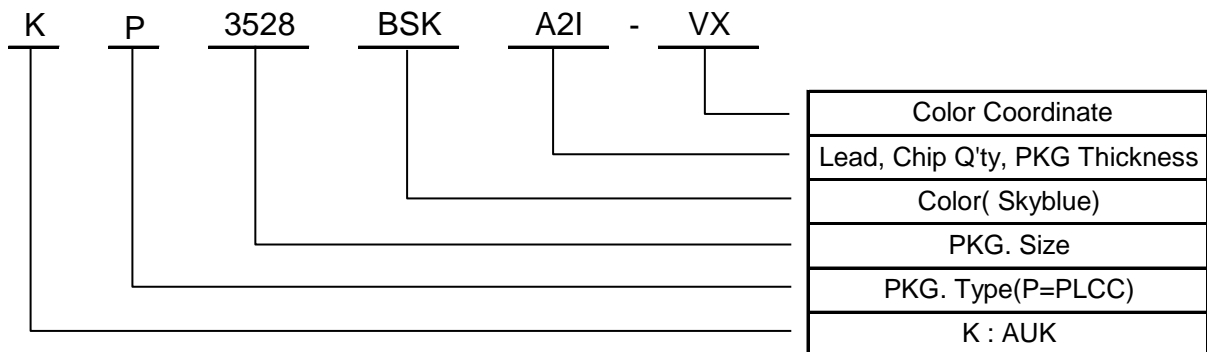 K P 3528 BSK A2I - VX
Color Coordinate
Lead, Chip Q'ty, PKG Thickness
Color( Skyblue)
PKG. Size
PKG. Type(P=PLCC)
K : AUK